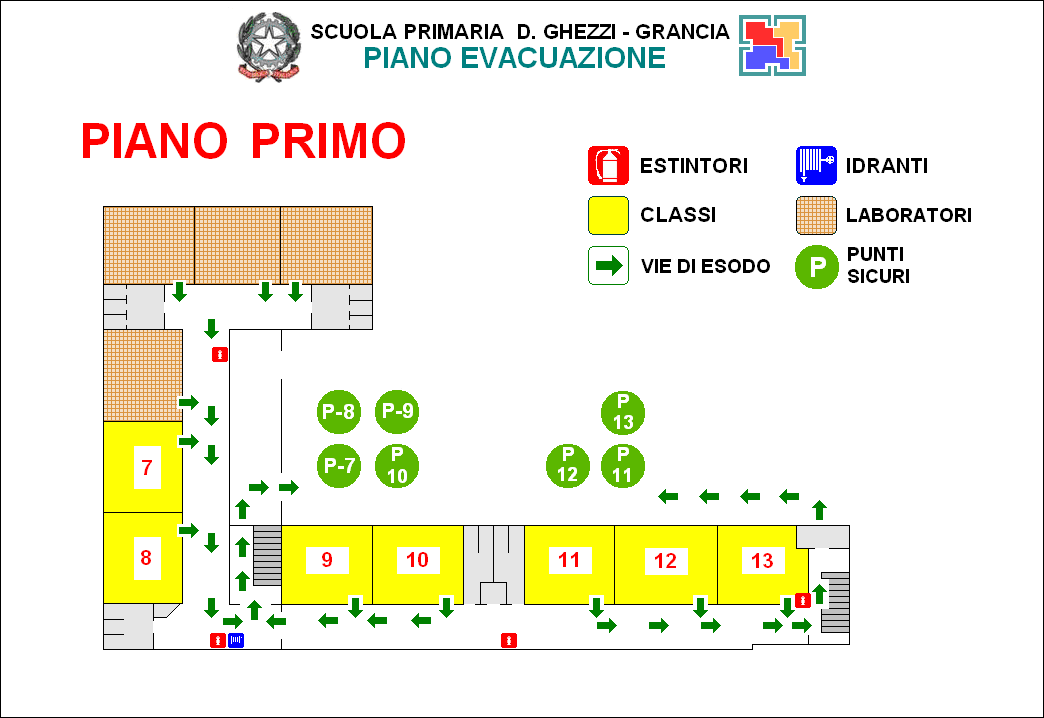 SCUOLA PRIMARIA D. GHEZZI - GRANCIA
PIANO EVACUAZIONE
PIANO PRIMO
ESTINTORI
IDRANTI
CLASSI
LABORATORI
VIE DI ESODO
P
PUNTI
SICURI
P-8
P-9
P
13
P-7
P
10
P
12
P
11
7
8
9
10
11
12
13